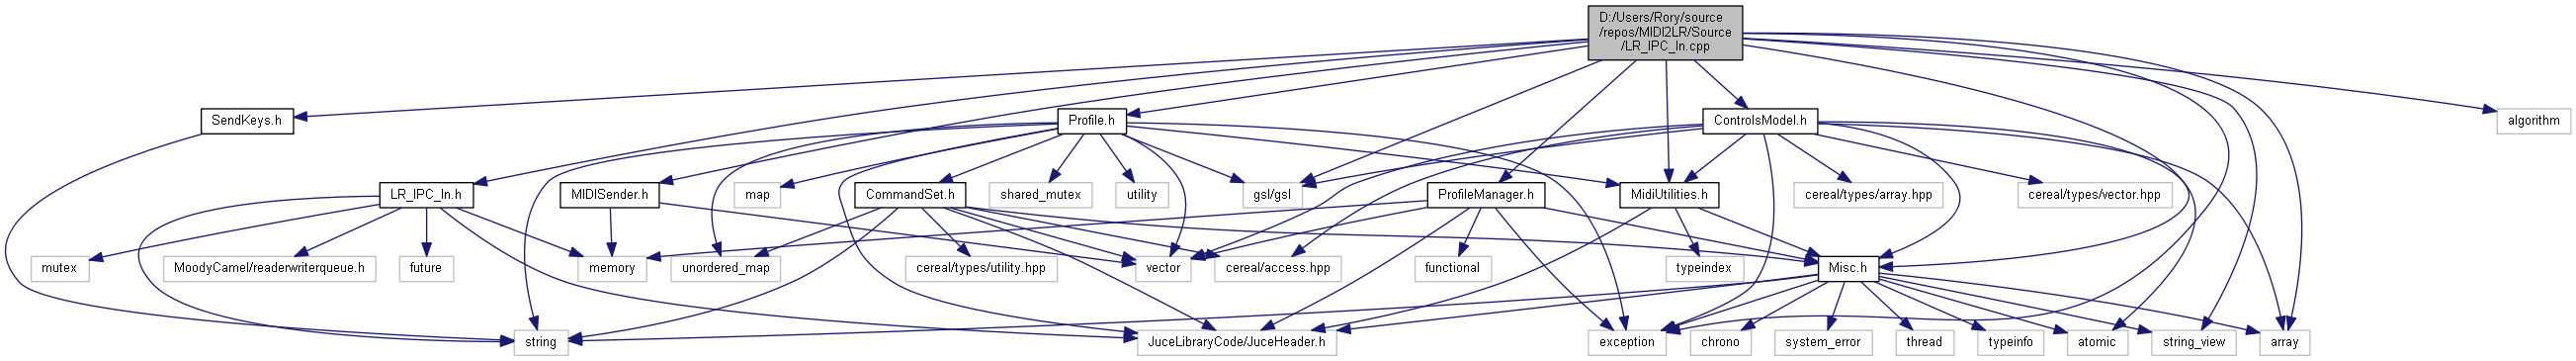 D:/Users/Rory/source
/repos/MIDI2LR/Source
/LR_IPC_In.cpp
SendKeys.h
Profile.h
ControlsModel.h
algorithm
LR_IPC_In.h
MIDISender.h
map
CommandSet.h
shared_mutex
utility
gsl/gsl
ProfileManager.h
MidiUtilities.h
cereal/types/array.hpp
cereal/types/vector.hpp
mutex
MoodyCamel/readerwriterqueue.h
future
memory
unordered_map
cereal/types/utility.hpp
vector
cereal/access.hpp
functional
typeindex
Misc.h
string
JuceLibraryCode/JuceHeader.h
exception
chrono
system_error
thread
typeinfo
atomic
string_view
array